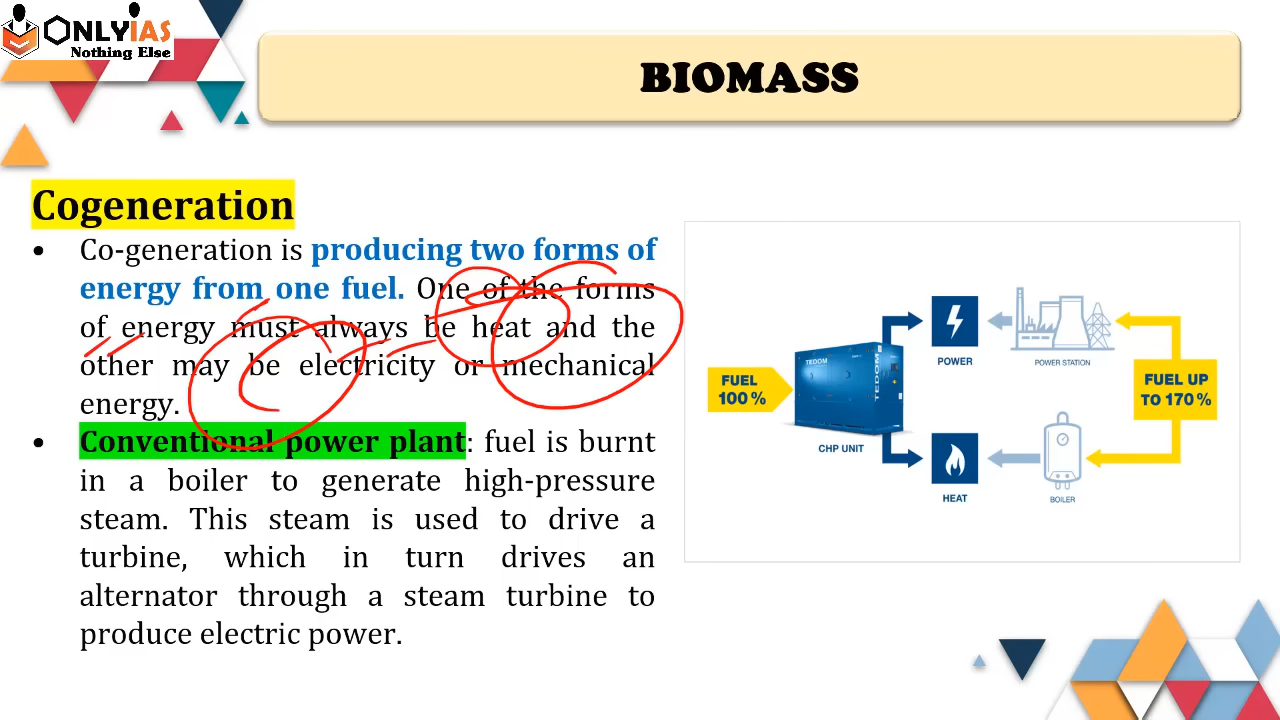 ONLYIAS
Nothing Else
BIOMASS
Cogeneration
• Co-generation is producing two forms of
energy from one fuel. One of the forms
of energy must always be heat and the
other may be electricity or mechanical
energy.
• Conventional power plant: fuel is burnt
in a boiler to generate high-pressure
steam. This steam is used to drive a
turbine, which in turn drives an
alternator through a steam turbine to
produce electric power.
FUEL
100 %
TEDOM
TEDOM
CHP UNIT
POWER
HEAT
POWER STATION
BOILER
FUEL UP
TO 170 %